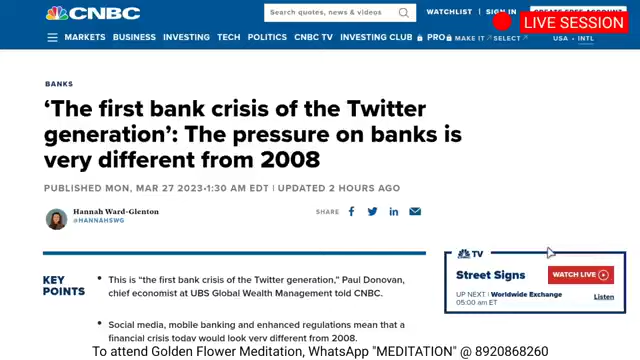 CNBC
Search quotes, news & videos
WATCHLIST | SIGN IN
LIVE SESSION
MARKETS BUSINESS INVESTING TECH POLITICS CNBC TV INVESTING CLUB PRO MAKE IT SELECT USA • INTL
BANKS
‘The first bank crisis of the Twitter
generation’: The pressure on banks is
very different from 2008
PUBLISHED MON, MAR 27 2023•1:30 AM EDT | UPDATED 2 HOURS AGO
Hannah Ward-Glenton
@HANNAHSWG
SHARE
KEY
POINTS
• This is “the first bank crisis of the Twitter generation,” Paul Donovan,
chief economist at UBS Global Wealth Management told CNBC.
• Social media, mobile banking and enhanced regulations mean that a
financial crisis today would look very different from 2008.
TV
Street Signs
WATCH LIVE
UP NEXT | Worldwide Exchange
05:00 am ET
Listen
To attend Golden Flower Meditation, WhatsApp "MEDITATION" @ 8920868260